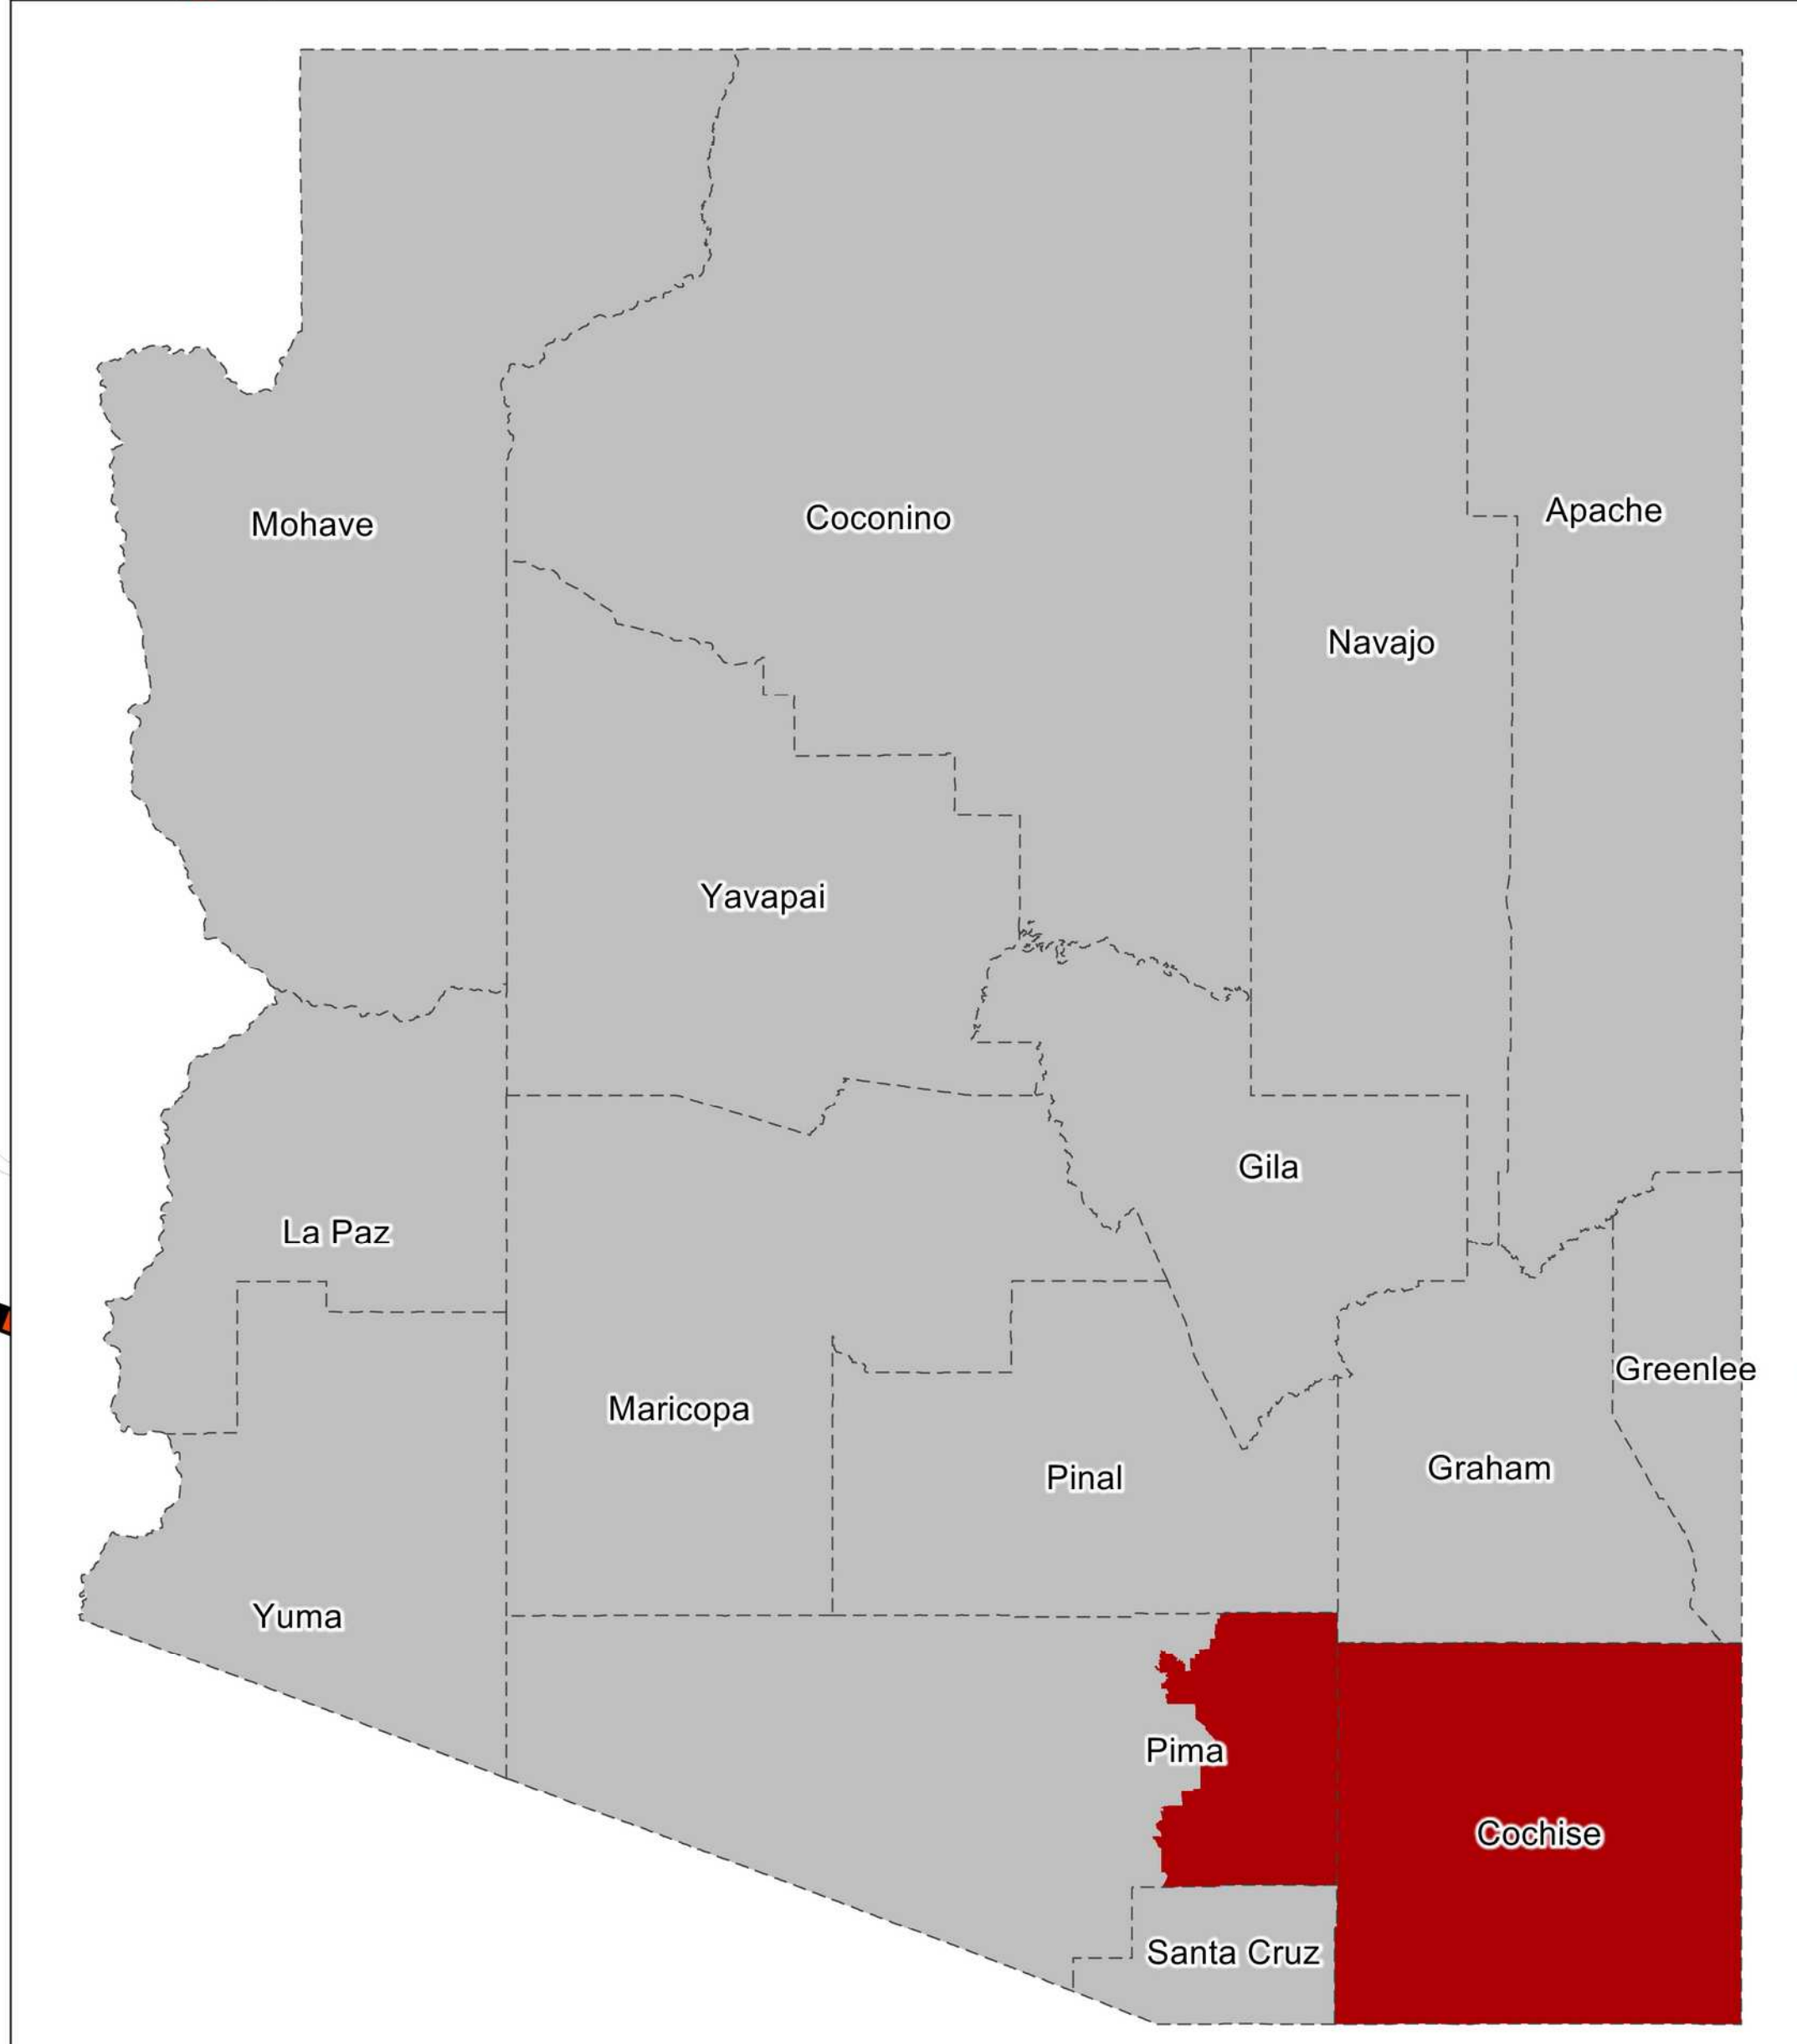 Apache
Coconino
Mohave
Navajo
Yavapai
Gila
La Paz
Greenlee
Maricopa
Graham
Pinal
Yuma
Pima
Cochise
Santa Cruz